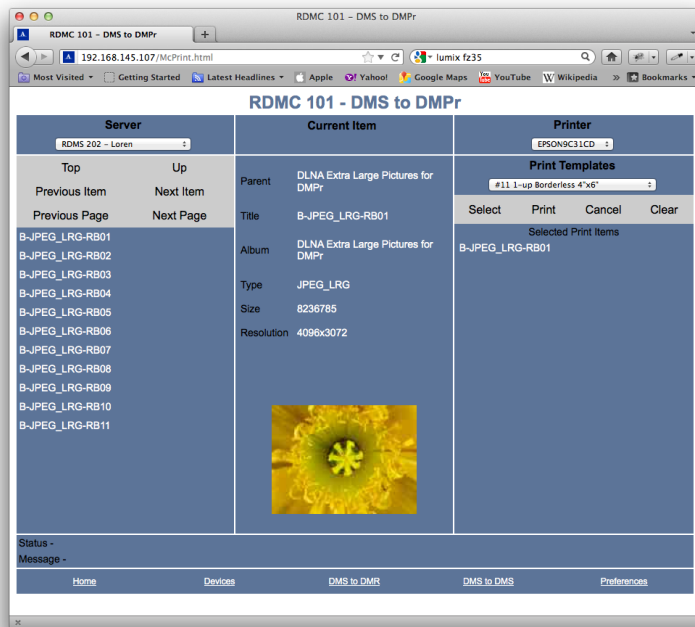 RDMC 101 - DMS to DMPr
RDMC 101 - DMS to DMPr
192.168.145.107/McPrint.html
lumix fz35
Most Visited
Getting Started
Latest Headlines
Apple
Yahoo!
Google Maps
YouTube
Wikipedia
Bookmarks
RDMC 101 - DMS to DMPr
Server
RDMS 202 - Loren
Top Up
Previous Item Next Item
Previous Page Next Page
B-JPEG_LRG-RB01
B-JPEG_LRG-RB02
B-JPEG_LRG-RB03
B-JPEG_LRG-RB04
B-JPEG_LRG-RB05
B-JPEG_LRG-RB06
B-JPEG_LRG-RB07
B-JPEG_LRG-RB08
B-JPEG_LRG-RB09
B-JPEG_LRG-RB10
B-JPEG_LRG-RB11
Current Item
Parent DLNA Extra Large Pictures for
DMPr
Title B-JPEG_LRG-RB01
Album DLNA Extra Large Pictures for
DMPr
Type JPEG_LRG
Size 8236785
Resolution 4096x3072
Printer
EPSON9C31CD
Print Templates
#11 1-up Borderless 4"x6"
Select Print Cancel Clear
Selected Print Items
B-JPEG_LRG-RB01
Status -
Message -
Home Devices DMS to DMR DMS to DMS Preferences